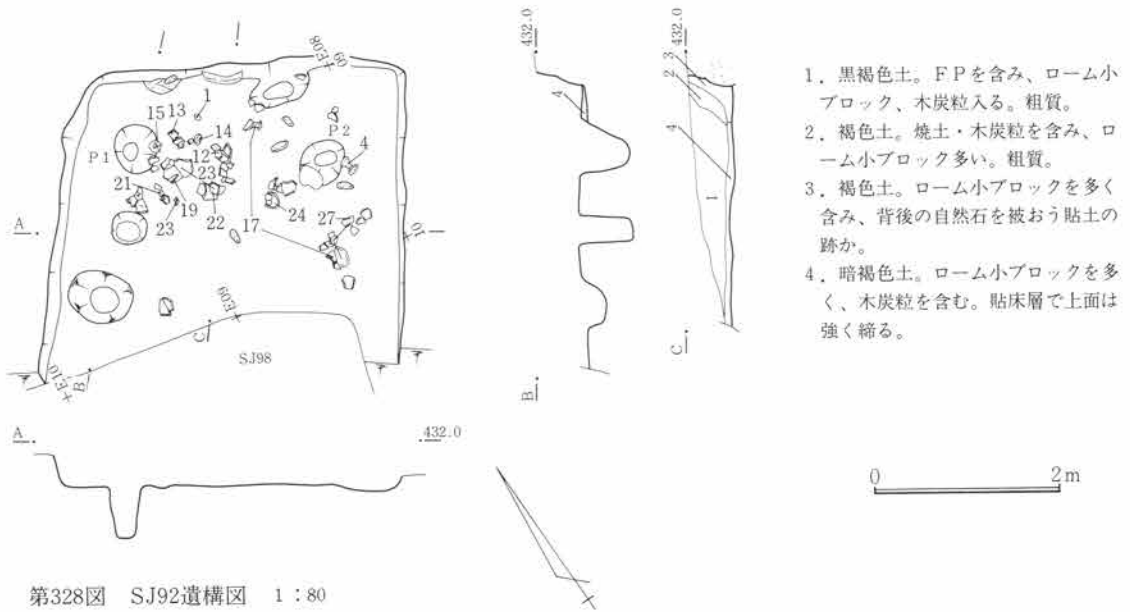 432.0
432.0
+E08
09
1
13
15
14
P1
P2
4
12
23
21
23
19
22
17
24
27
10
A
E09
+
C
SJ98
E10
+
B
4
3
2
4
1
B
C
1．黒褐色土。FPを含み、ローム小
ブロック、木炭粒入る。粗質。
2．褐色土。焼土・木炭粒を含み、ロ
ーム小ブロック多い。粗質。
3．褐色土。ローム小ブロックを多く
含み、背後の自然石を被おう貼土の
跡か。
4．暗褐色土。ローム小ブロックを多
く、木炭粒を含む。貼床層で上面は
強く締る。
A
432.0
0 2m
第328図 SJ92遺構図 1：80